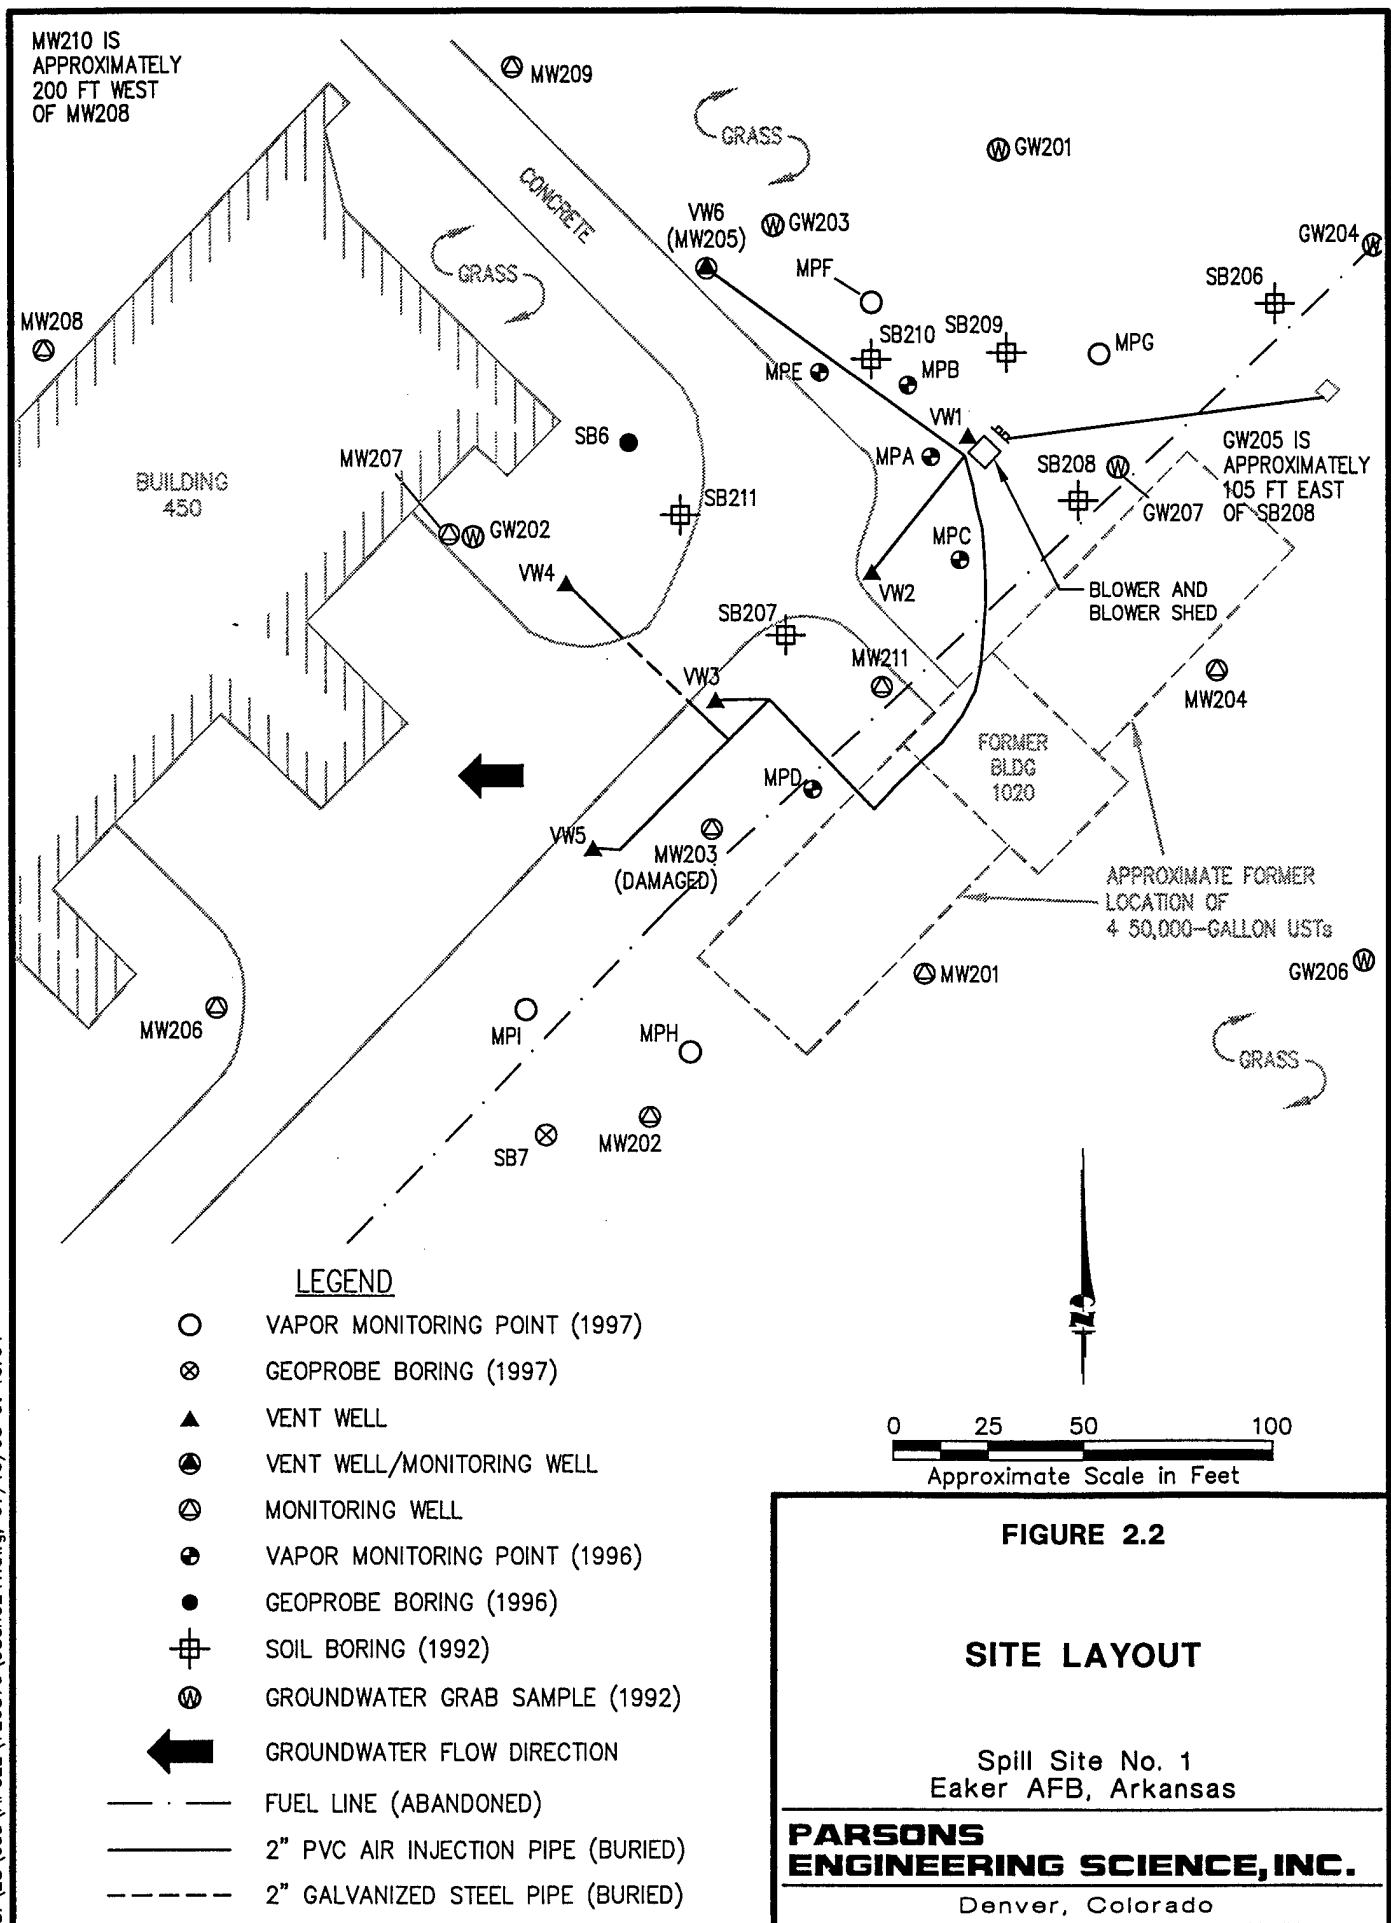 MW210 IS
APPROXIMATELY
200 FT WEST
OF MW208
MW209
GRASS
GW201
CONCRETE
VW6
(MW205)
GW203
GW204
GRASS
MPF
SB206
MW208
SB210
SB209
MPG
MPE
MPB
VW1
SB6
MW207
MPA
GW205 IS
APPROXIMATELY
105 FT EAST
OF SB208
SB208
BUILDING
450
SB211
GW207
GW202
MPC
VW4
VW2
BLOWER AND
BLOWER SHED
SB207
MW211
VW3
MW204
FORMER
BLDG
1020
MPD
VW5
MW203
(DAMAGED)
APPROXIMATE FORMER
LOCATION OF
4 50,000-GALLON USTs
MW201
GW206
MW206
MPI
MPH
GRASS
SB7
MW202
N
LEGEND
VAPOR MONITORING POINT (1997)
GEOPROBE BORING (1997)
VENT WELL
VENT WELL/MONITORING WELL
MONITORING WELL
VAPOR MONITORING POINT (1996)
GEOPROBE BORING (1996)
SOIL BORING (1992)
GROUNDWATER GRAB SAMPLE (1992)
GROUNDWATER FLOW DIRECTION
FUEL LINE (ABANDONED)
2" PVC AIR INJECTION PIPE (BURIED)
2" GALVANIZED STEEL PIPE (BURIED)
0 25 50 100
Approximate Scale in Feet
FIGURE 2.2
SITE LAYOUT
Spill Site No. 1
Eaker AFB, Arkansas
PARSONS
ENGINEERING SCIENCE, INC.
Denver, Colorado